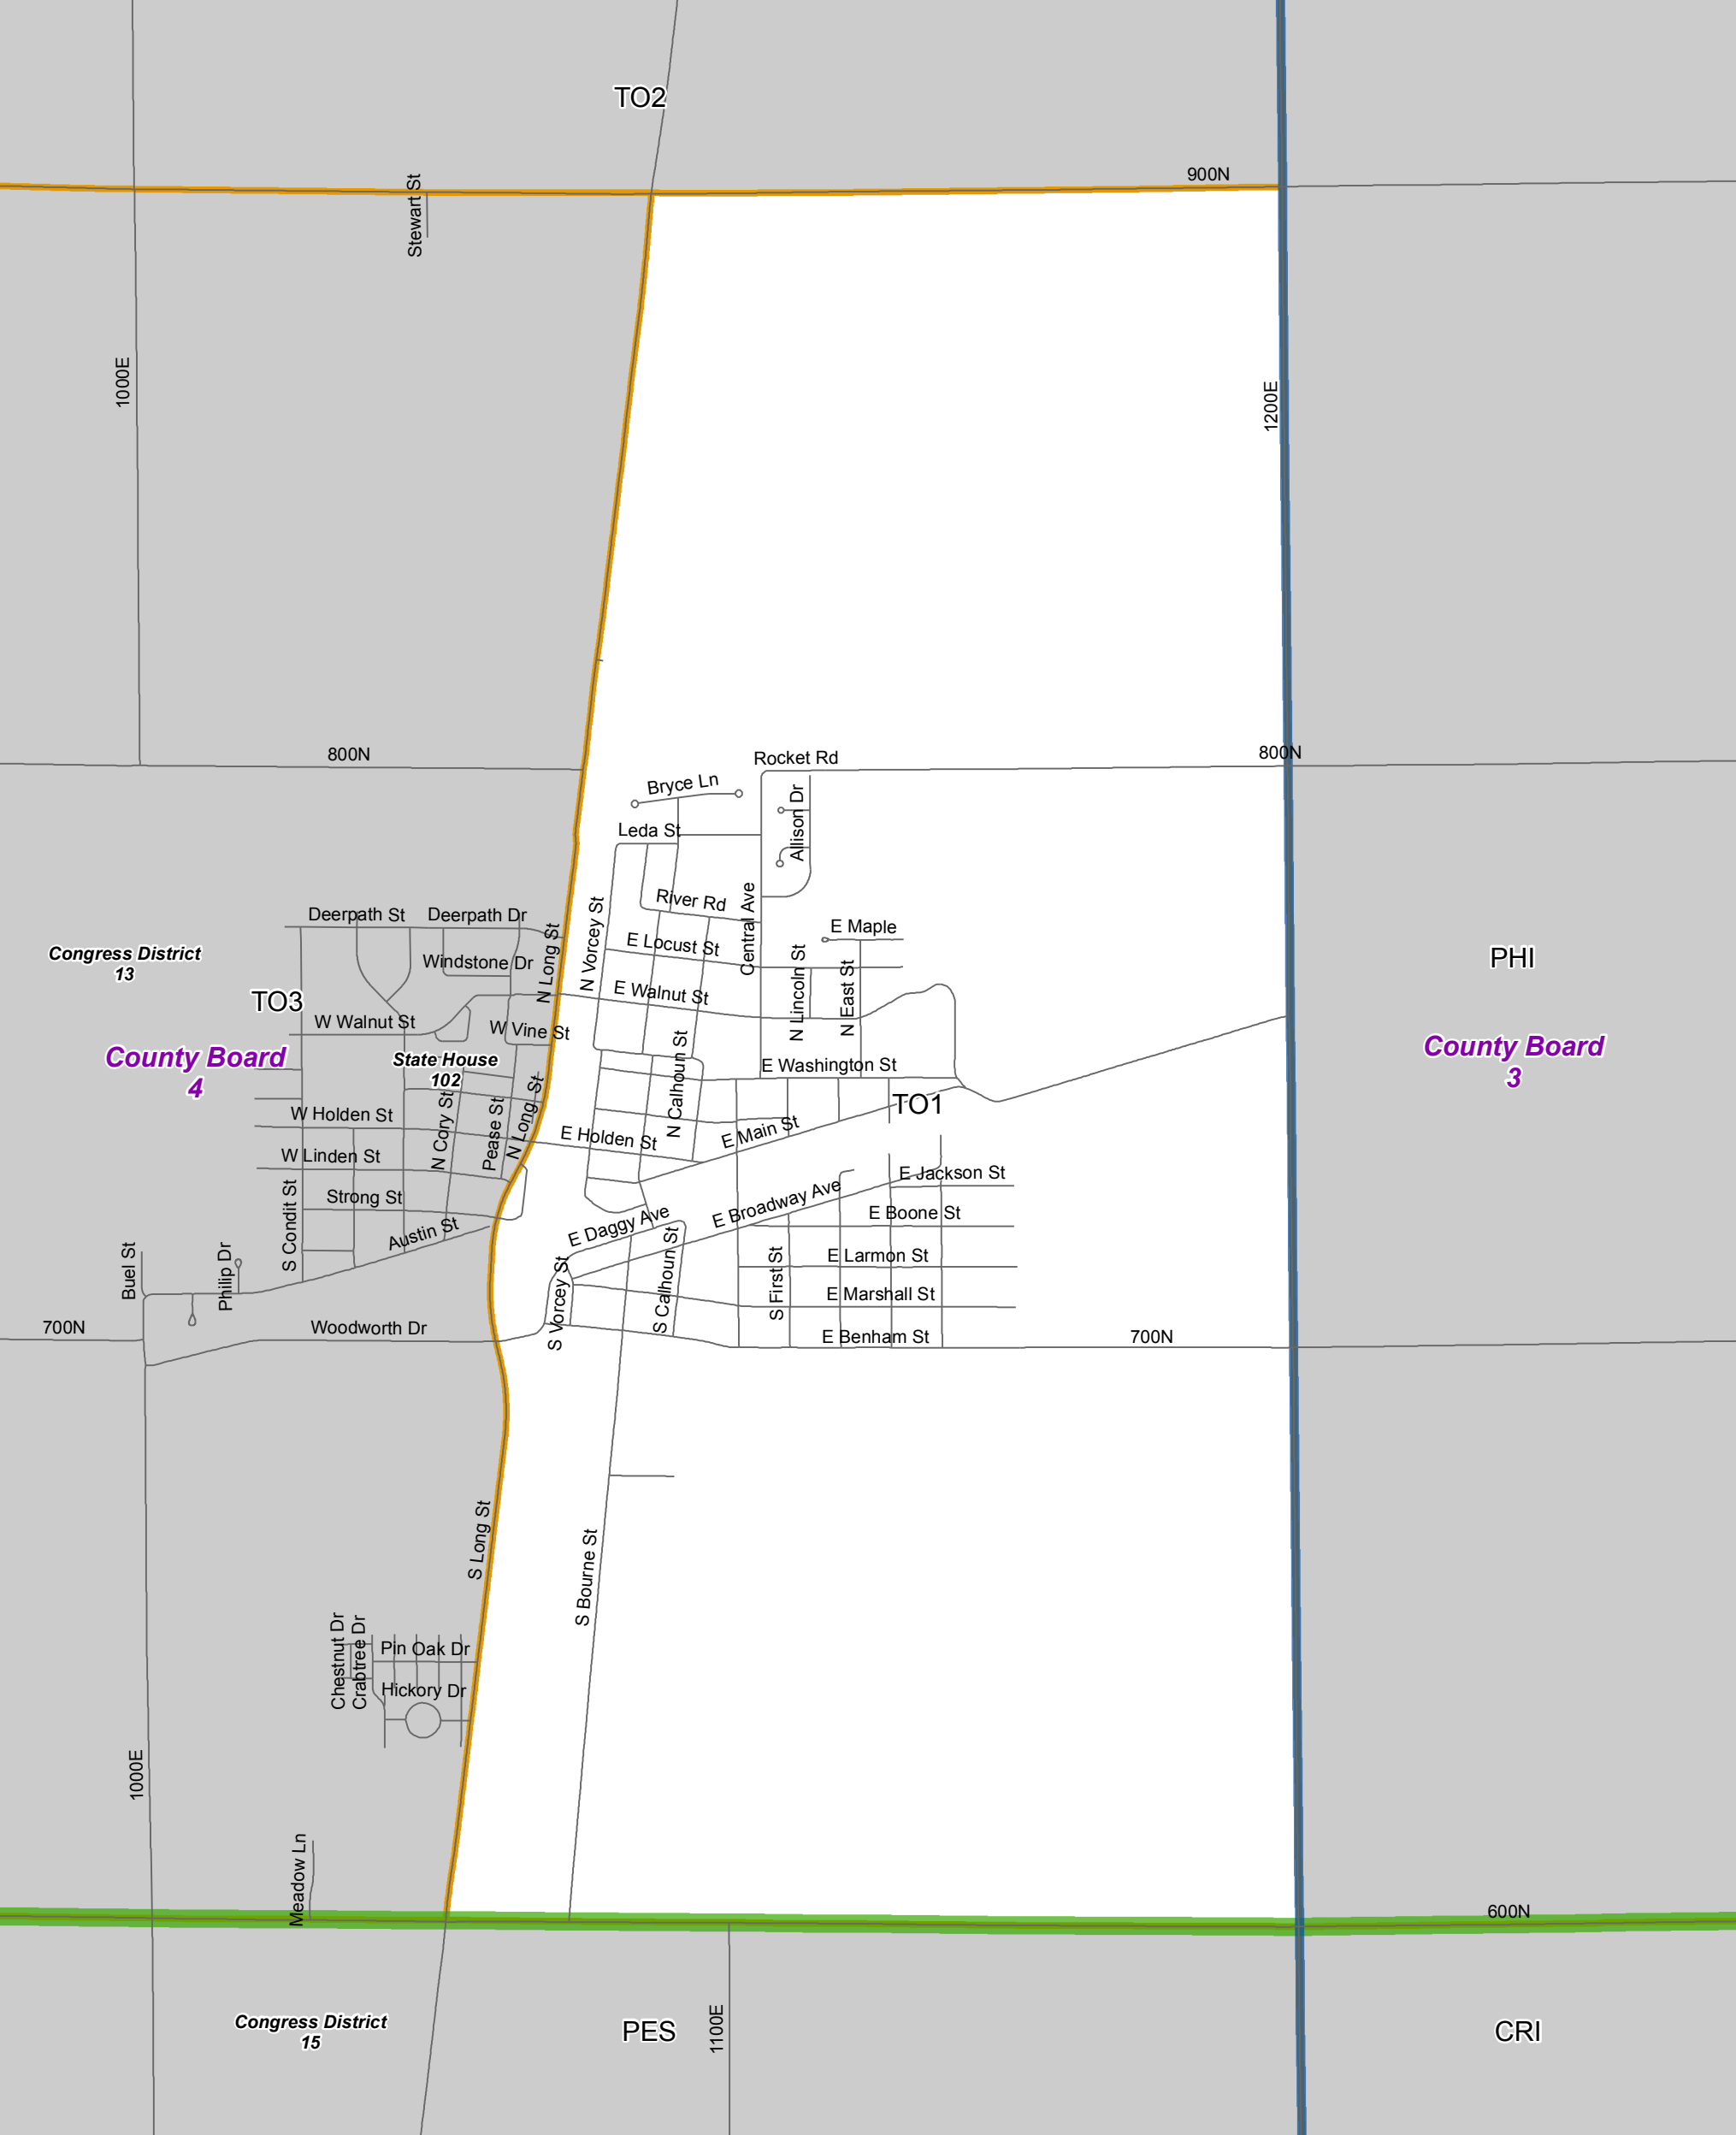 TO2
900N
Stewart St
1000E
1200E
800N
Rocket Rd
800N
Bryce Ln
Allison Dr
Leda St
River Rd
Central Ave
N Vorcey St
Deerpath St
Deerpath Dr
E Maple
N Long St
E Locust St
Congress District
13
Windstone Dr
N Lincoln St
N East St
PHI
TO3
E Walnut St
W Walnut St
W Vine St
County Board
4
State House
102
N Calhoun St
E Washington St
County Board
3
N Long St
TO1
W Holden St
N Cory St
Pease St
E Holden St
E Main St
W Linden St
E Jackson St
S Condit St
Strong St
E Broadway Ave
E Boone St
Austin St
E Daggy Ave
Buel St
Philip Dr
S Calhoun St
S First St
E Larmon St
S Vorcey St
E Marshall St
700N
Woodworth Dr
E Benham St
700N
S Long St
S Bourne St
Chestnut Dr
Crabtree Dr
Pin Oak Dr
Hickory Dr
1000E
Meadow Ln
600N
Congress District
15
PES
1100E
CRI